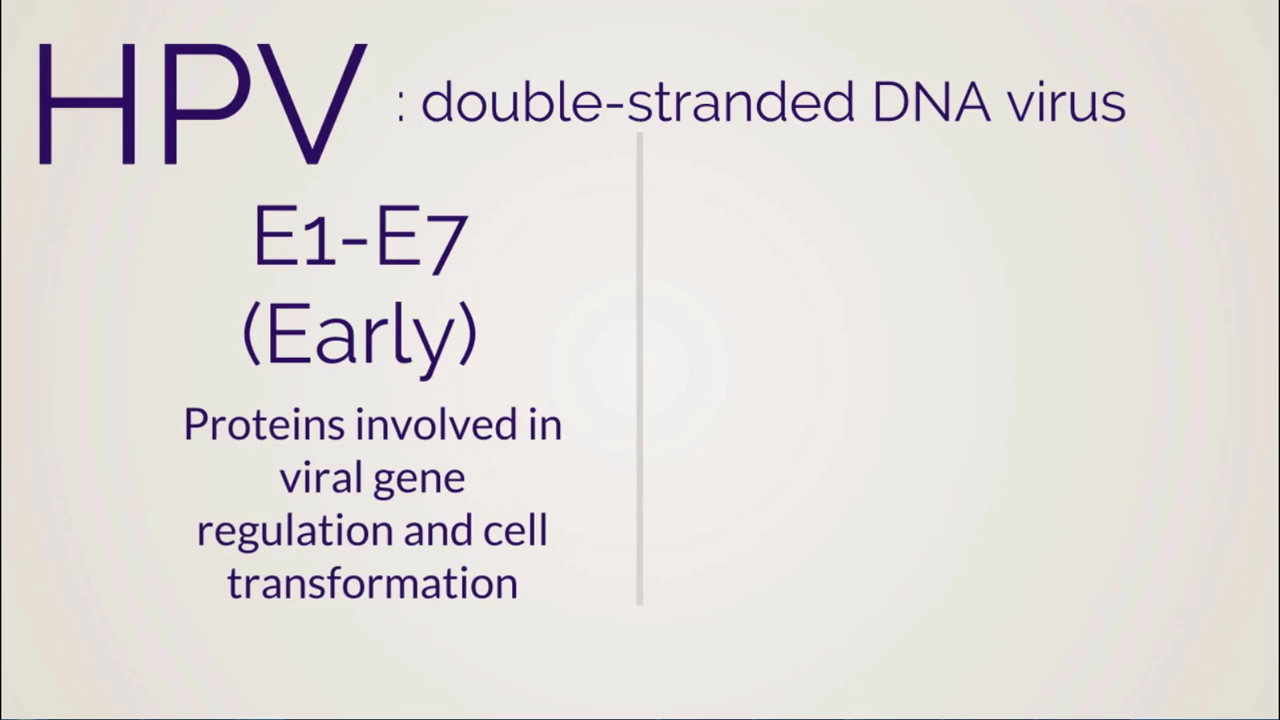 HPV : double-stranded DNA virus
E1-E7
(Early)
Proteins involved in
viral gene
regulation and cell
transformation